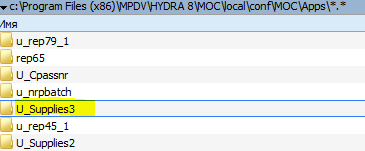 c:\Program Files (x86)\MPDV\HYDRA 8\MOC\local\conf\MOC\Apps\*.*
Имя
u_rep79_1
rep65
U_Cpassnr
u_nrpbatch
U_Supplies3
u_rep45_1
U_Supplies2